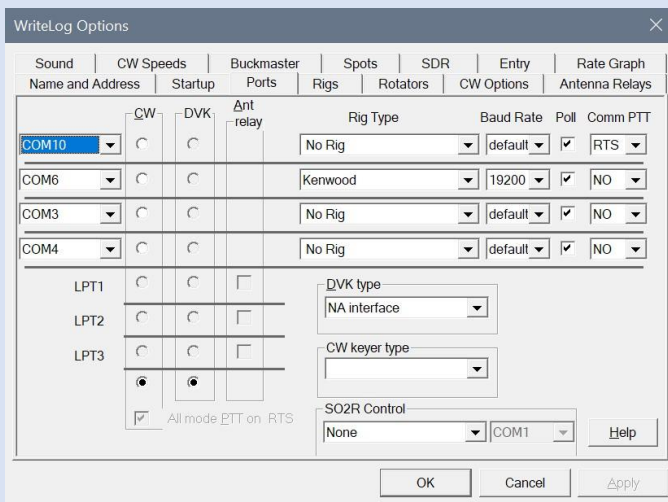 WriteLog Options
Sound CW Speeds Buckmaster Spots SDR Entry Rate Graph
Name and Address Startup Ports Rigs Rotators CW Options Antenna Relays
CW DVK Ant relay Rig Type Baud Rate Poll Comm PTT
COM10 No Rig default RTS
COM6 Kenwood 19200 NO
COM3 No Rig default NO
COM4 No Rig default NO
LPT1
DVK type
NA interface
LPT2
LPT3
CW keyer type
All mode PTT on RTS
SO2R Control
None COM1 Help
OK Cancel Apply